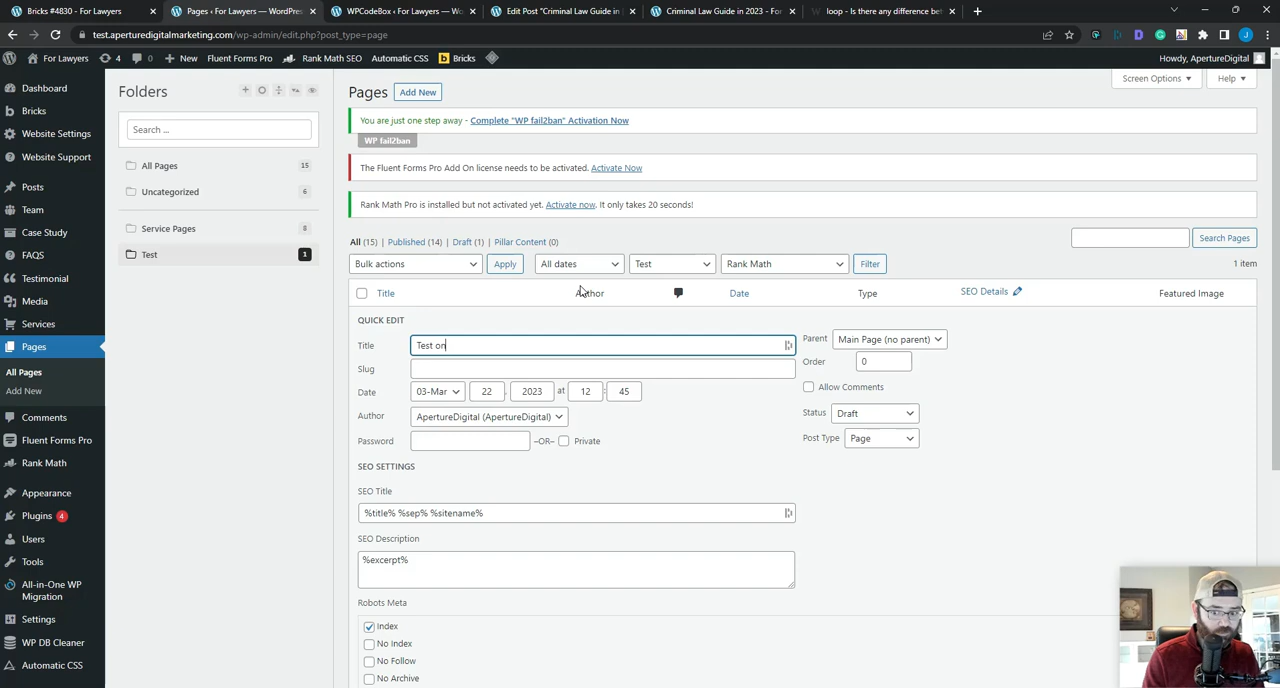 Bricks #4830 - For Lawyers
Pages ‹ For Lawyers — WordPres
WPCodeBox ‹ For Lawyers — Wo
Edit Post "Criminal Law Guide in
Criminal Law Guide in 2023 - For
loop - Is there any difference bet
test.aperturedigitalmarketing.com/wp-admin/edit.php?post_type=page
For Lawyers
4
0
New
Fluent Forms Pro
Rank Math SEO
Automatic CSS
Bricks
Howdy, ApertureDigital
Dashboard
Bricks
Website Settings
Website Support
Posts
Team
Case Study
FAQS
Testimonial
Media
Services
Pages
All Pages
Add New
Comments
Fluent Forms Pro
Rank Math
Appearance
Plugins 4
Users
Tools
All-in-One WP
Migration
Settings
WP DB Cleaner
Automatic CSS
Folders
Search ...
All Pages 15
Uncategorized 6
Service Pages 8
Test 1
Screen Options
Help
Pages
Add New
You are just one step away - Complete "WP fail2ban" Activation Now
WP fail2ban
The Fluent Forms Pro Add On license needs to be activated. Activate Now
Rank Math Pro is installed but not activated yet. Activate now. It only takes 20 seconds!
All (15) | Published (14) | Draft (1) | Pillar Content (0)
Search Pages
Bulk actions
Apply
All dates
Test
Rank Math
Filter
1 item
Title
Author
Date
Type
SEO Details
Featured Image
QUICK EDIT
Title
Test on
Slug
Date
03-Mar
22
, 2023
at
12
: 45
Author
ApertureDigital (ApertureDigital)
Password
–OR–
Private
Parent
Main Page (no parent)
Order
0
Allow Comments
Status
Draft
Post Type
Page
SEO SETTINGS
SEO Title
%title% %sep% %sitename%
SEO Description
%excerpt%
Robots Meta
Index
No Index
No Follow
No Archive